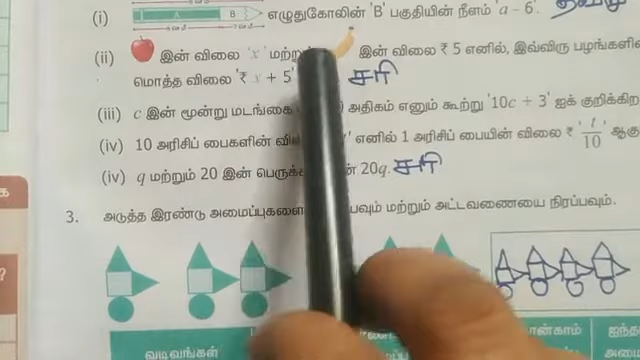 (i) A B எழுதுகோலின் 'B' பகுதியின் நீளம் 'a - 6'.
(ii) இன் விலை 'x' மற்றும் இன் விலை ₹ 5 எனில், இவ்விரு பழங்களின்
மொத்த விலை '₹ x + 5' சரி
(iii) c இன் மூன்று மடங்கை அதிகம் எனும் கூற்று '10c + 3' ஐக் குறிக்கிற
(iv) 10 அரிசிப் பைகளின் எனில் 1 அரிசிப் பையின் விலை ₹ 't/10' ஆகு
(iv) q மற்றும் 20 இன் 20q. சரி
3. அடுத்த இரண்டு அமைப்புகளை மற்றும் அட்டவணையை நிரப்பவும்.
வடிவங்கள் ஐந்தா